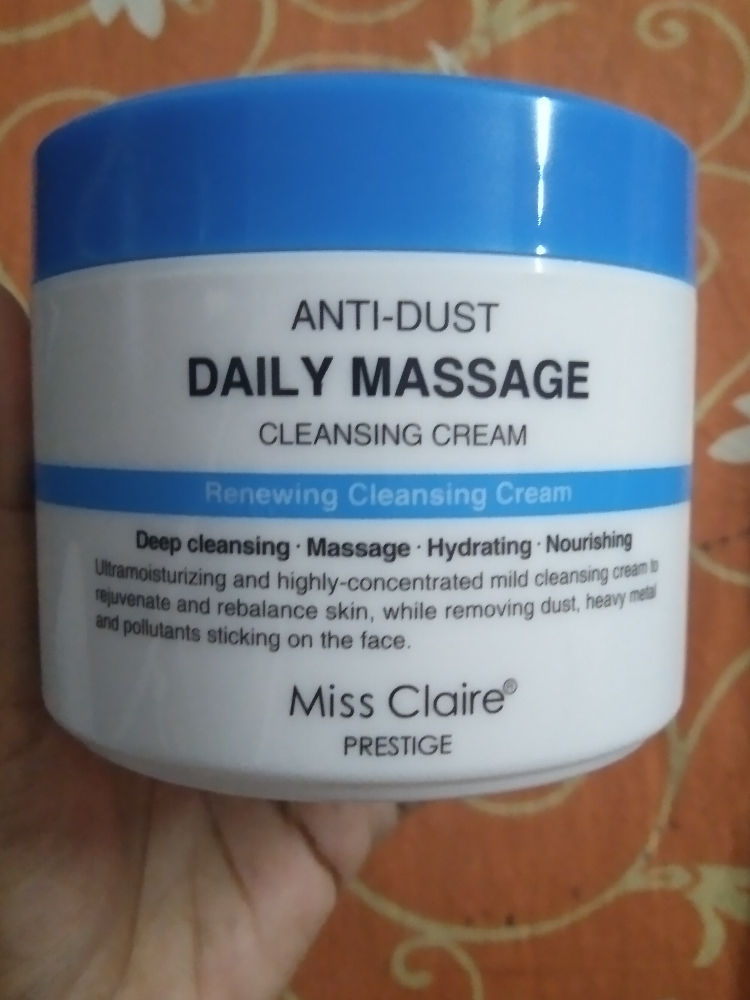 ANTI-DUST
DAILY MASSAGE
CLEANSING CREAM
Renewing Cleansing Cream
Deep cleansing · Massage · Hydrating · Nourishing
Ultramoisturizing and highly-concentrated mild cleansing cream to
rejuvenate and rebalance skin, while removing dust, heavy metal
and pollutants sticking on the face.
Miss Claire®
PRESTIGE